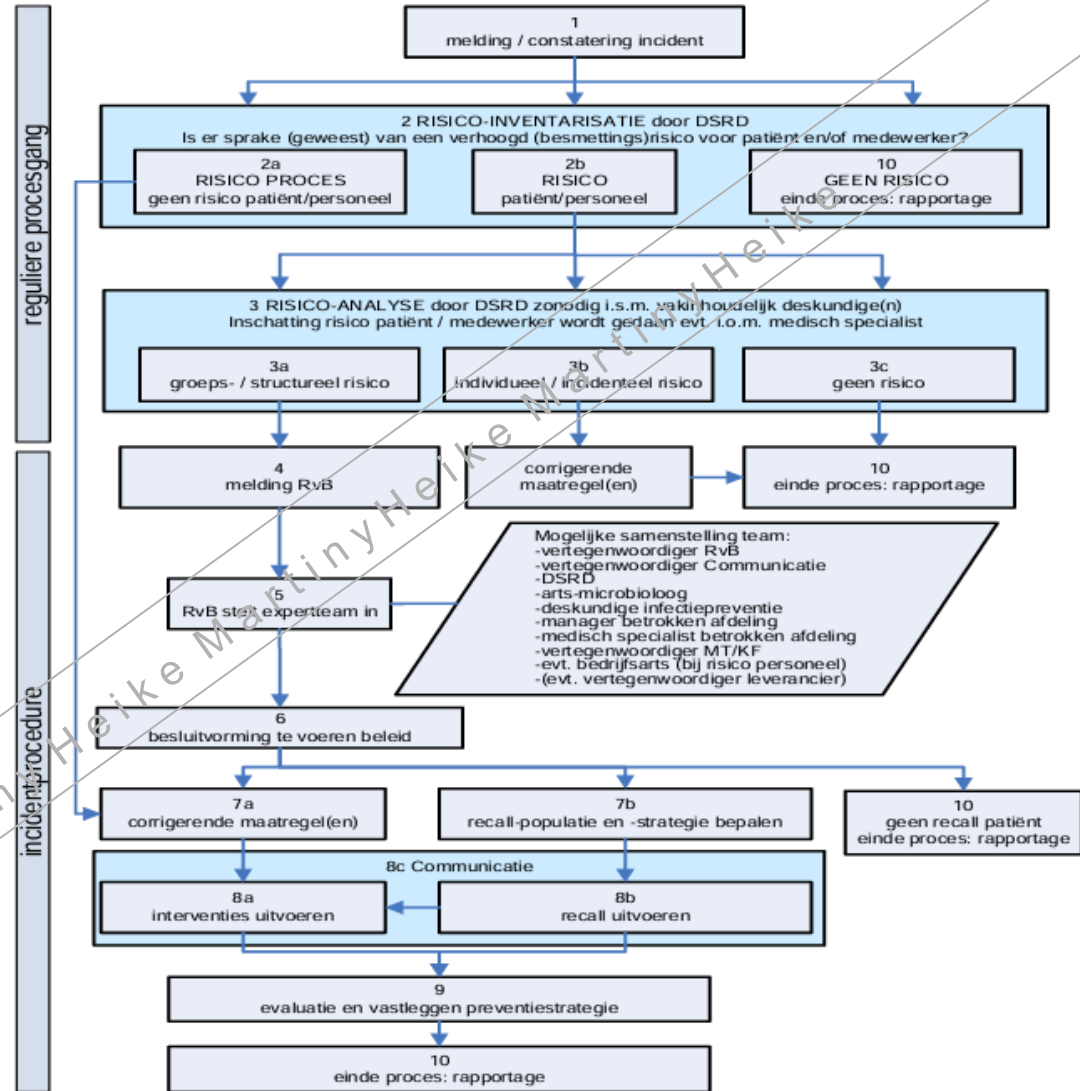 reguliere procesgang
1
melding / constatering incident
2 RISICO-INVENTARISATIE door DSRD
Is er sprake (geweest) van een verhoogd (besmettings)risico voor patiënt en/of medewerker?
2a
RISICO PROCES
geen risico patiënt/personeel
2b
RISICO
patiënt/personeel
10
GEEN RISICO
einde proces: rapportage
3 RISICO-ANALYSE door DSRD zonodig i.s.m. vakinhoudelijk deskundige(n)
Inschatting risico patiënt / medewerker wordt gedaan evt. i.o.m. medisch specialist
3a
groeps- / structureel risico
3b
individueel / incidenteel risico
3c
geen risico
incidentprocedure
4
melding RvB
corrigerende
maatregel(en)
10
einde proces: rapportage
5
RvB stelt expertteam in
Mogelijke samenstelling team:
-vertegenwoordiger RvB
-vertegenwoordiger Communicatie
-DSRD
-arts-microbioloog
-deskundige infectiepreventie
-manager betrokken afdeling
-medisch specialist betrokken afdeling
-vertegenwoordiger MT/KF
-evt. bedrijfsarts (bij risico personeel)
-(evt. vertegenwoordiger leverancier)
6
besluitvorming te voeren beleid
7a
corrigerende maatregel(en)
7b
recall-populatie en -strategie bepalen
10
geen recall patiënt
einde proces: rapportage
8c Communicatie
8a
interventies uitvoeren
8b
recall uitvoeren
9
evaluatie en vastleggen preventiestrategie
10
einde proces: rapportage
Heike MartinyHeike MartinyHeike